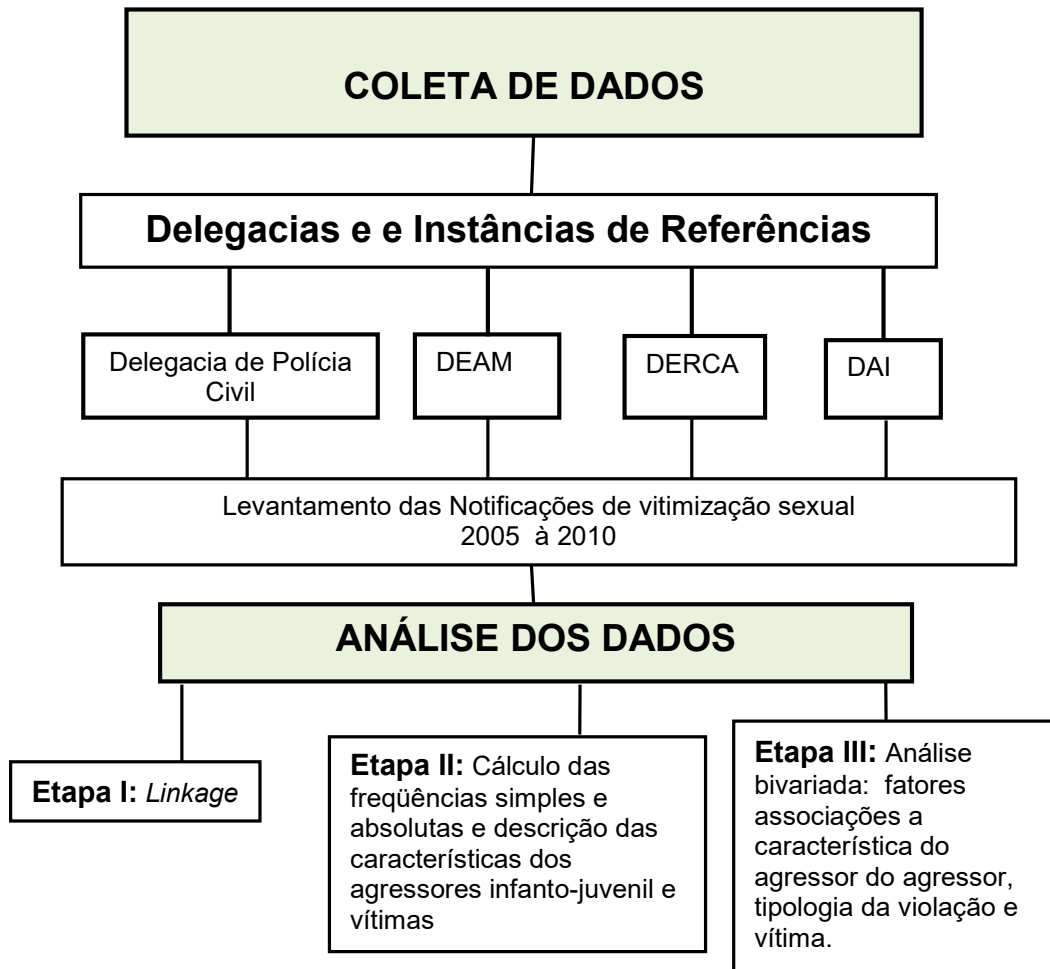 COLETA DE DADOS
Delegacias e e Instâncias de Referências
Delegacia de Polícia
Civil
DEAM
DERCA
DAI
Levantamento das Notificações de vitimização sexual
2005 à 2010
ANÁLISE DOS DADOS
Etapa I: Linkage
Etapa II: Cálculo das
freqüências simples e
absolutas e descrição das
características dos
agressores infanto-juvenil e
vítimas
Etapa III: Análise
bivariada: fatores
associações a
característica do
agressor do agressor,
tipologia da violação e
vítima.